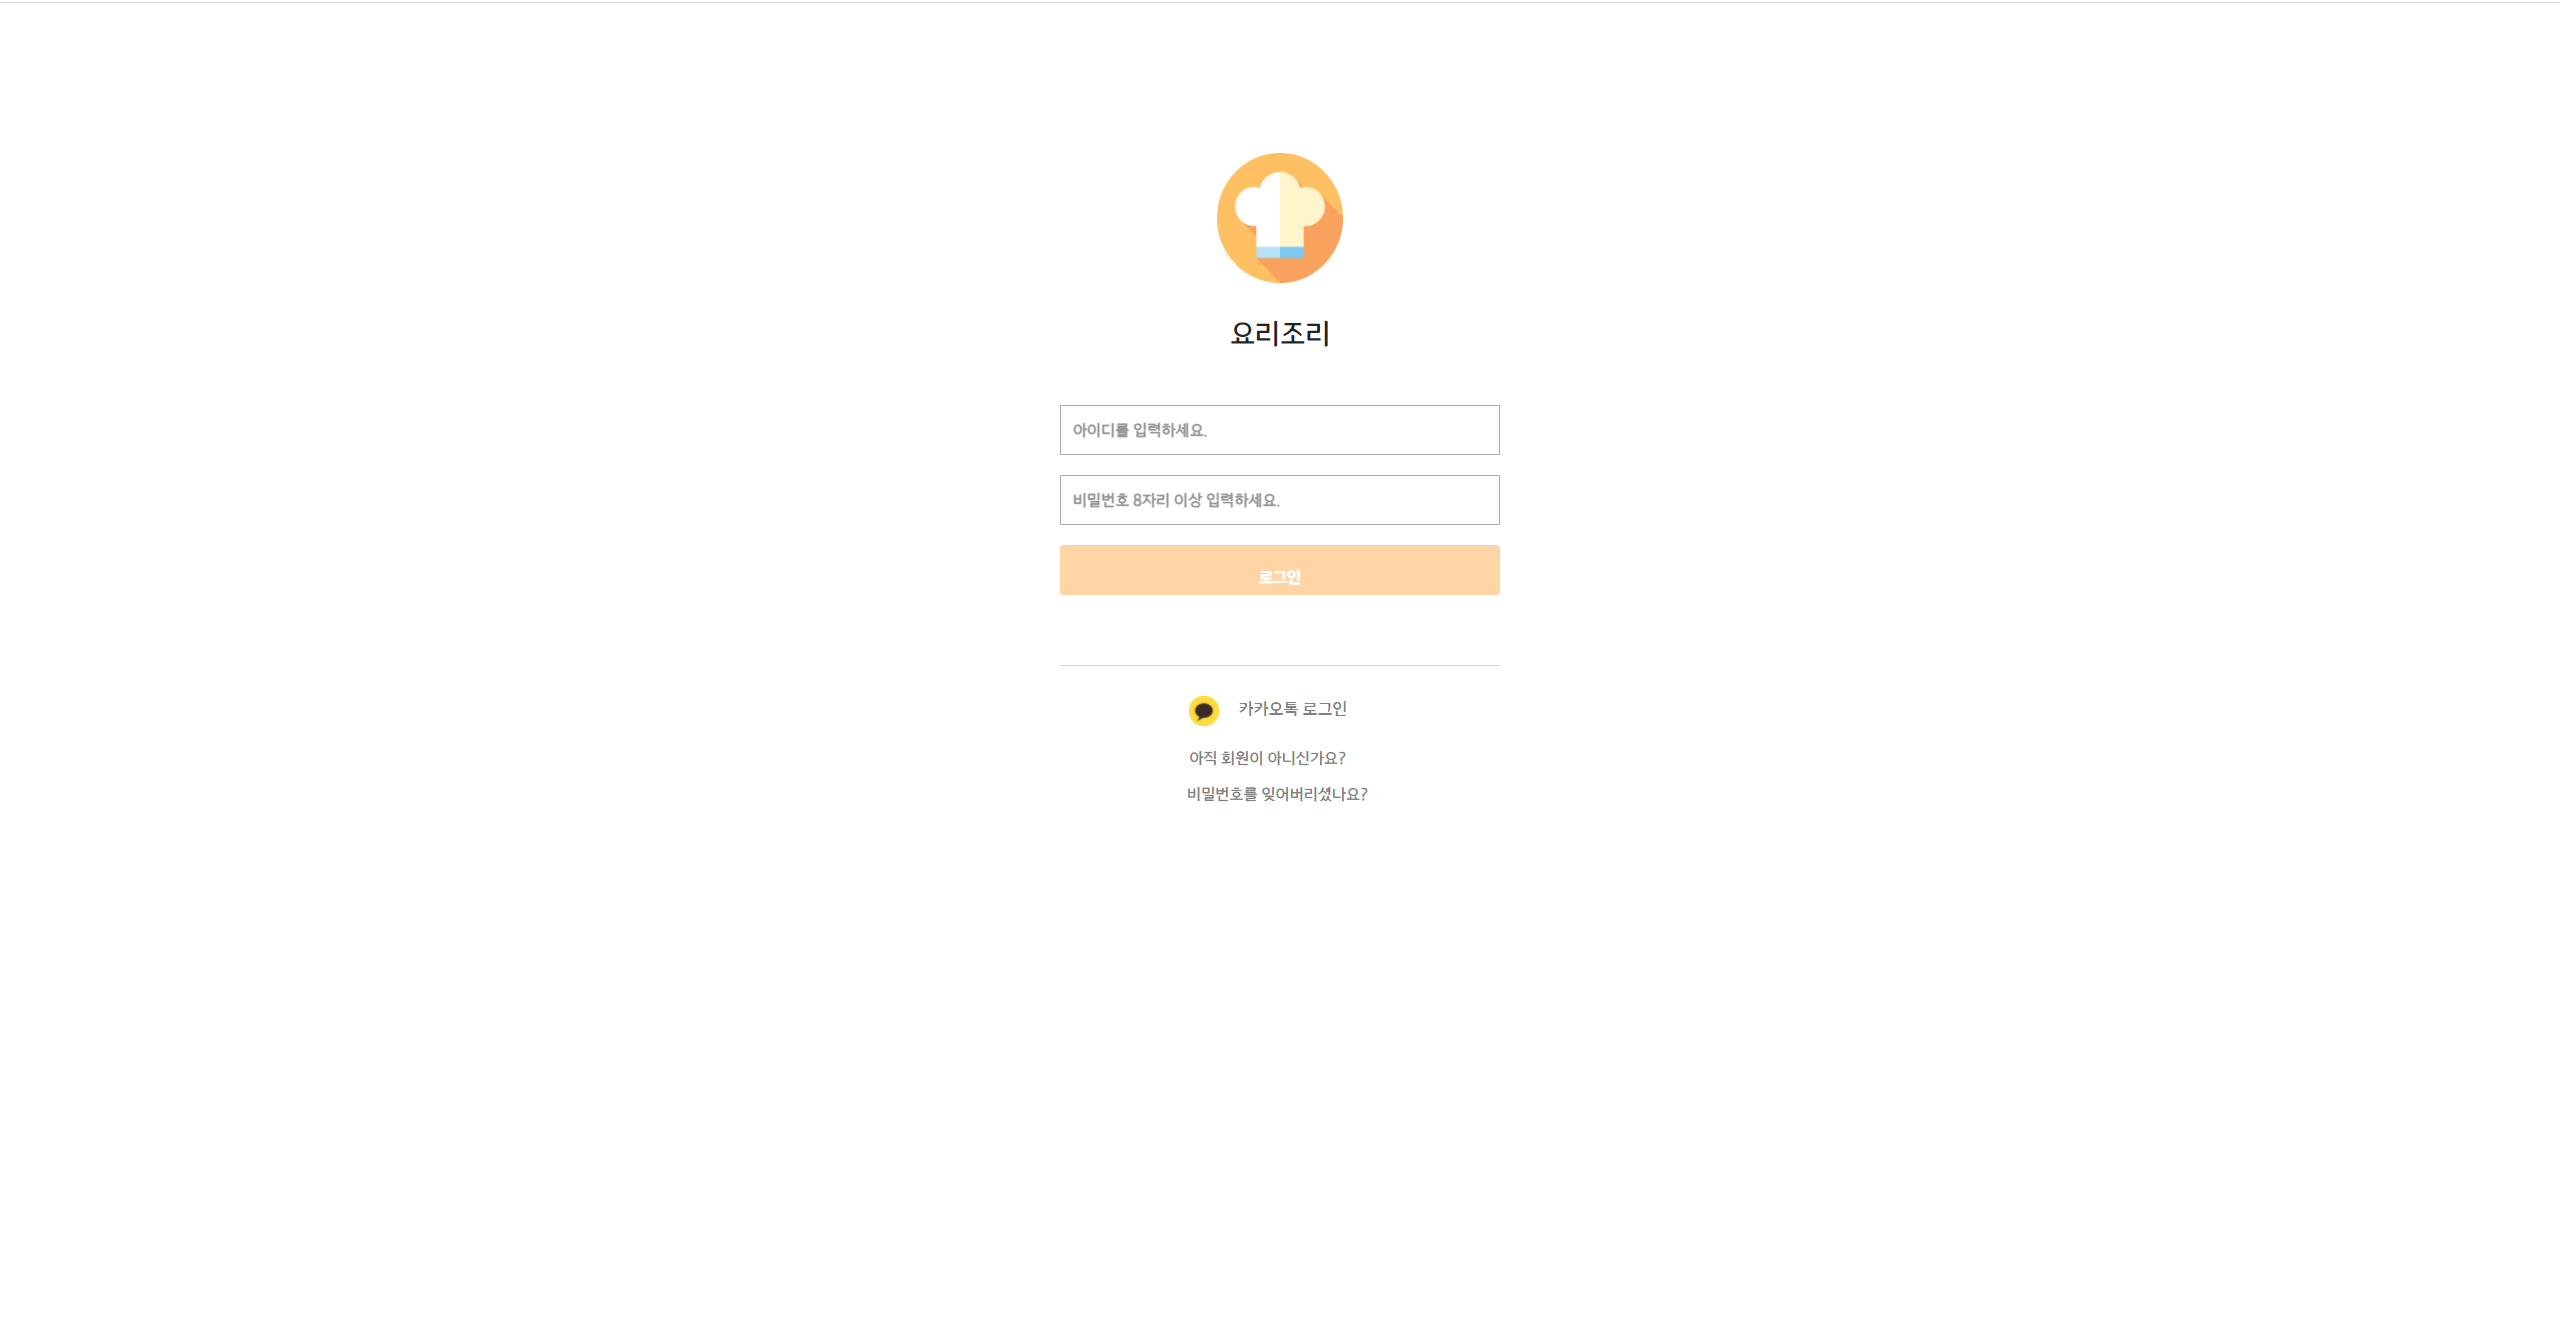 요리조리
아이디를 입력하세요.
비밀번호 8자리 이상 입력하세요.
로그인
카카오톡 로그인
아직 회원이 아니신가요?
비밀번호를 잊어버리셨나요?